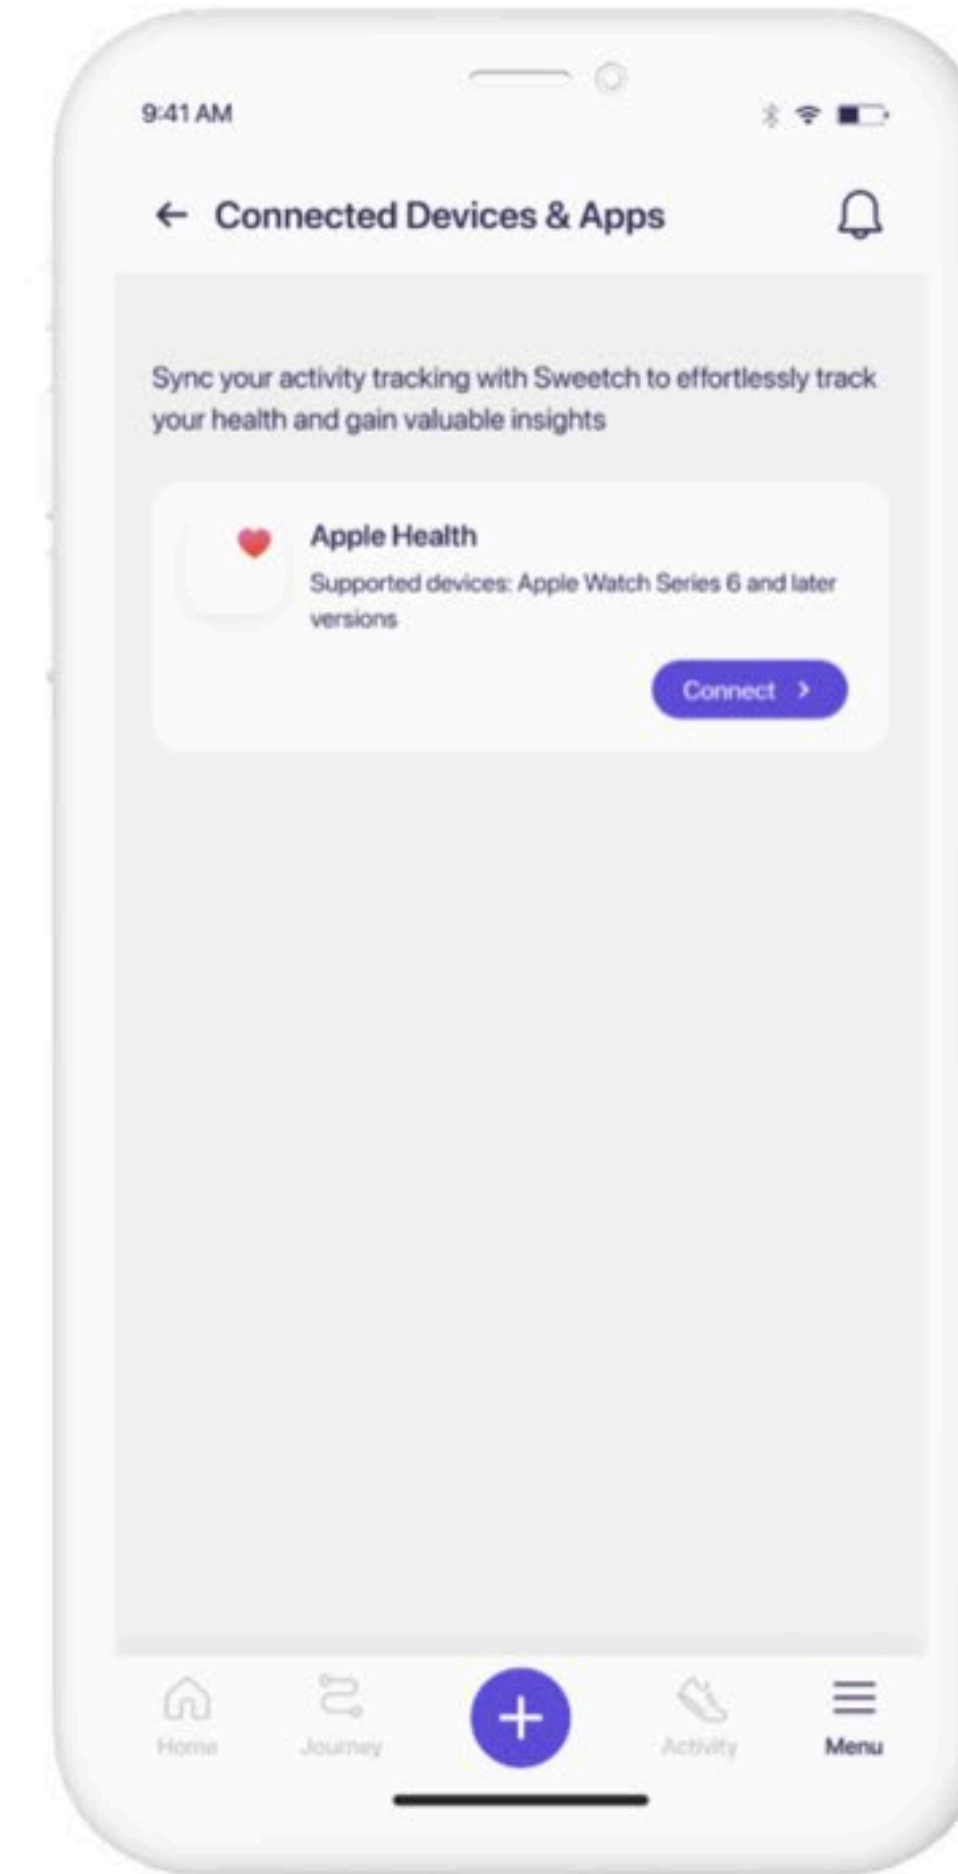 9:41 AM
Connected Devices & Apps
Sync your activity tracking with Sweetch to effortlessly track
your health and gain valuable insights
Apple Health
Supported devices: Apple Watch Series 6 and later
versions
Connect
Home Journey Activity Menu